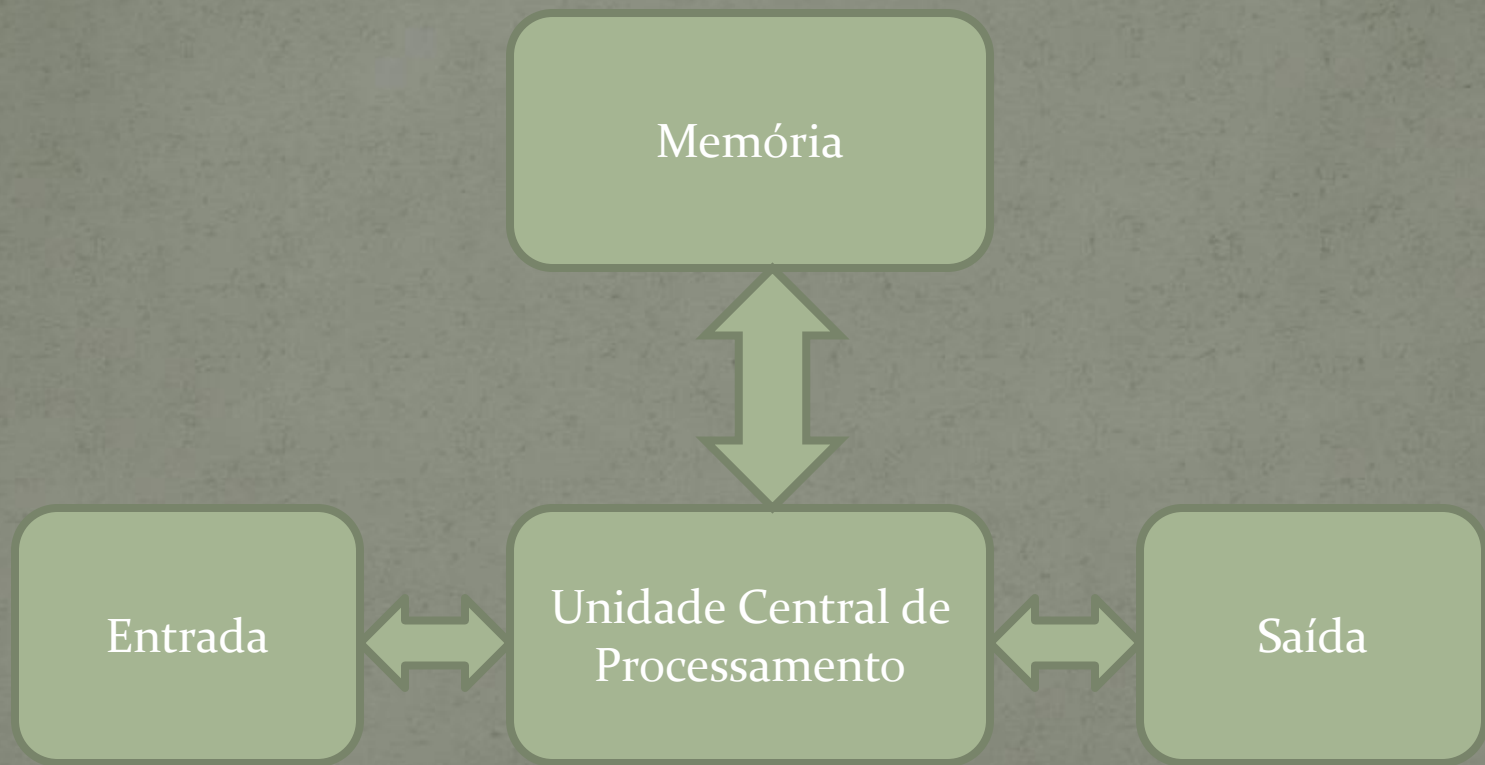 Memória
Entrada
Unidade Central de
Processamento
Saída